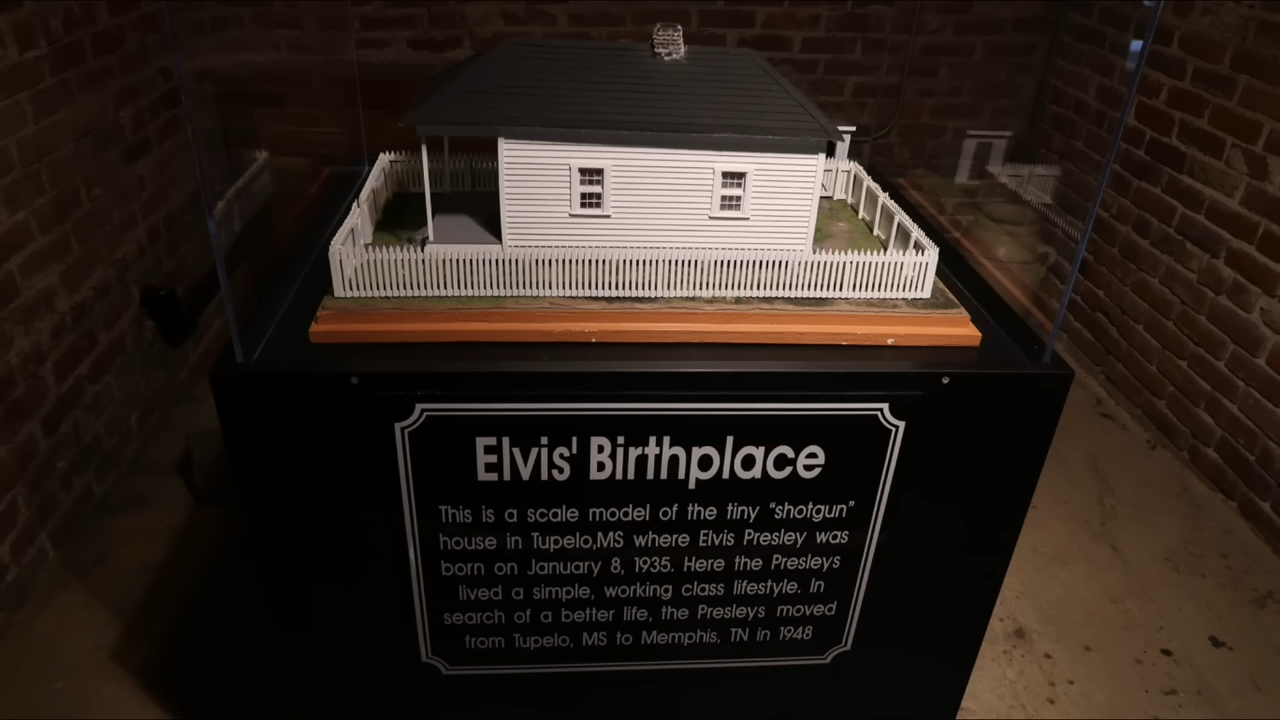 Elvis' Birthplace
This is a scale model of the tiny "shotgun"
house in Tupelo,MS where Elvis Presley was
born on January 8, 1935. Here the Presleys
lived a simple, working class lifestyle. In
search of a better life, the Presleys moved
from Tupelo, MS to Memphis, TN in 1948